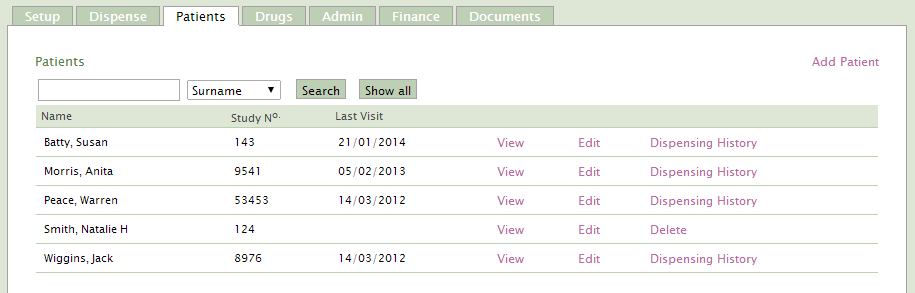 Setup Dispense Patients Drugs Admin Finance Documents
Patients Add Patient
Surname Search Show all
Name Study Nº. Last Visit
Batty, Susan 143 21/01/2014 View Edit Dispensing History
Morris, Anita 9541 05/02/2013 View Edit Dispensing History
Peace, Warren 53453 14/03/2012 View Edit Dispensing History
Smith, Natalie H 124 View Edit Delete
Wiggins, Jack 8976 14/03/2012 View Edit Dispensing History